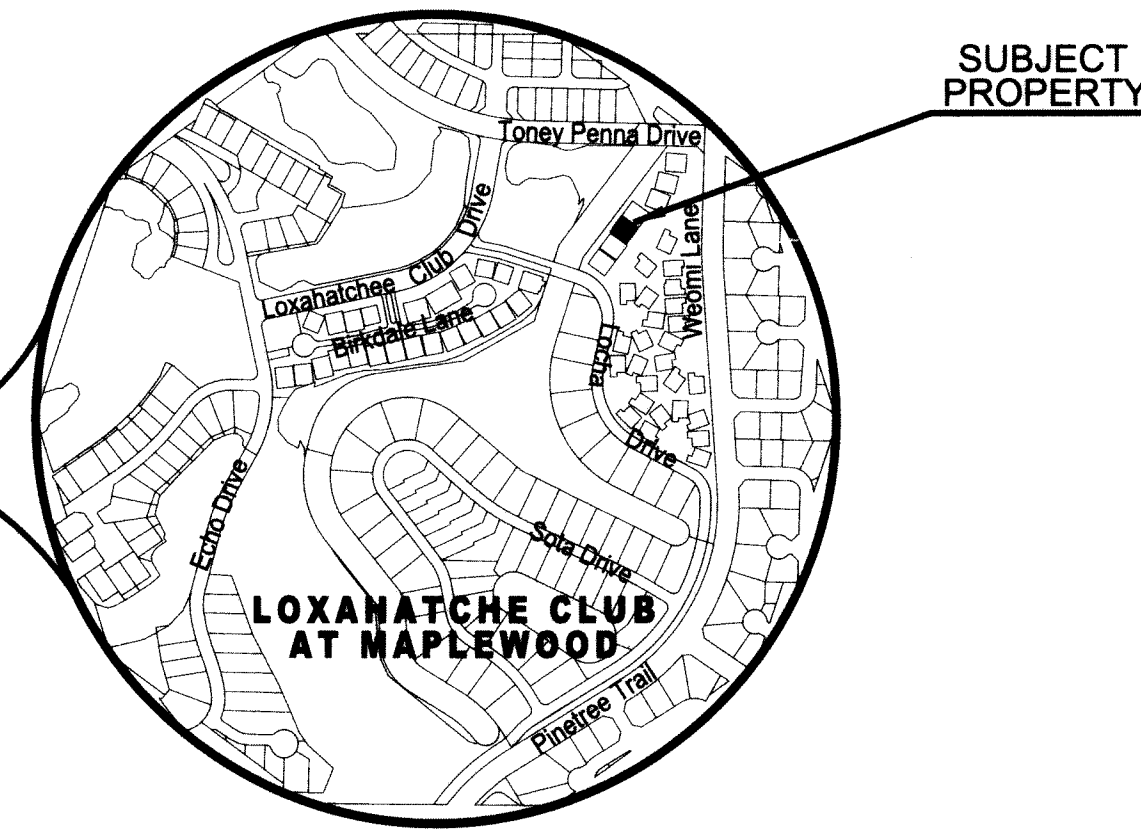 SUBJECT
PROPERTY
Toney Penna Drive
Loxahatchee Club Drive
Birkdale Lane
Weomi Lane
Locha Drive
Echo Drive
Sota Drive
LOXAHATCHE CLUB
AT MAPLEWOOD
Pinetree Trail